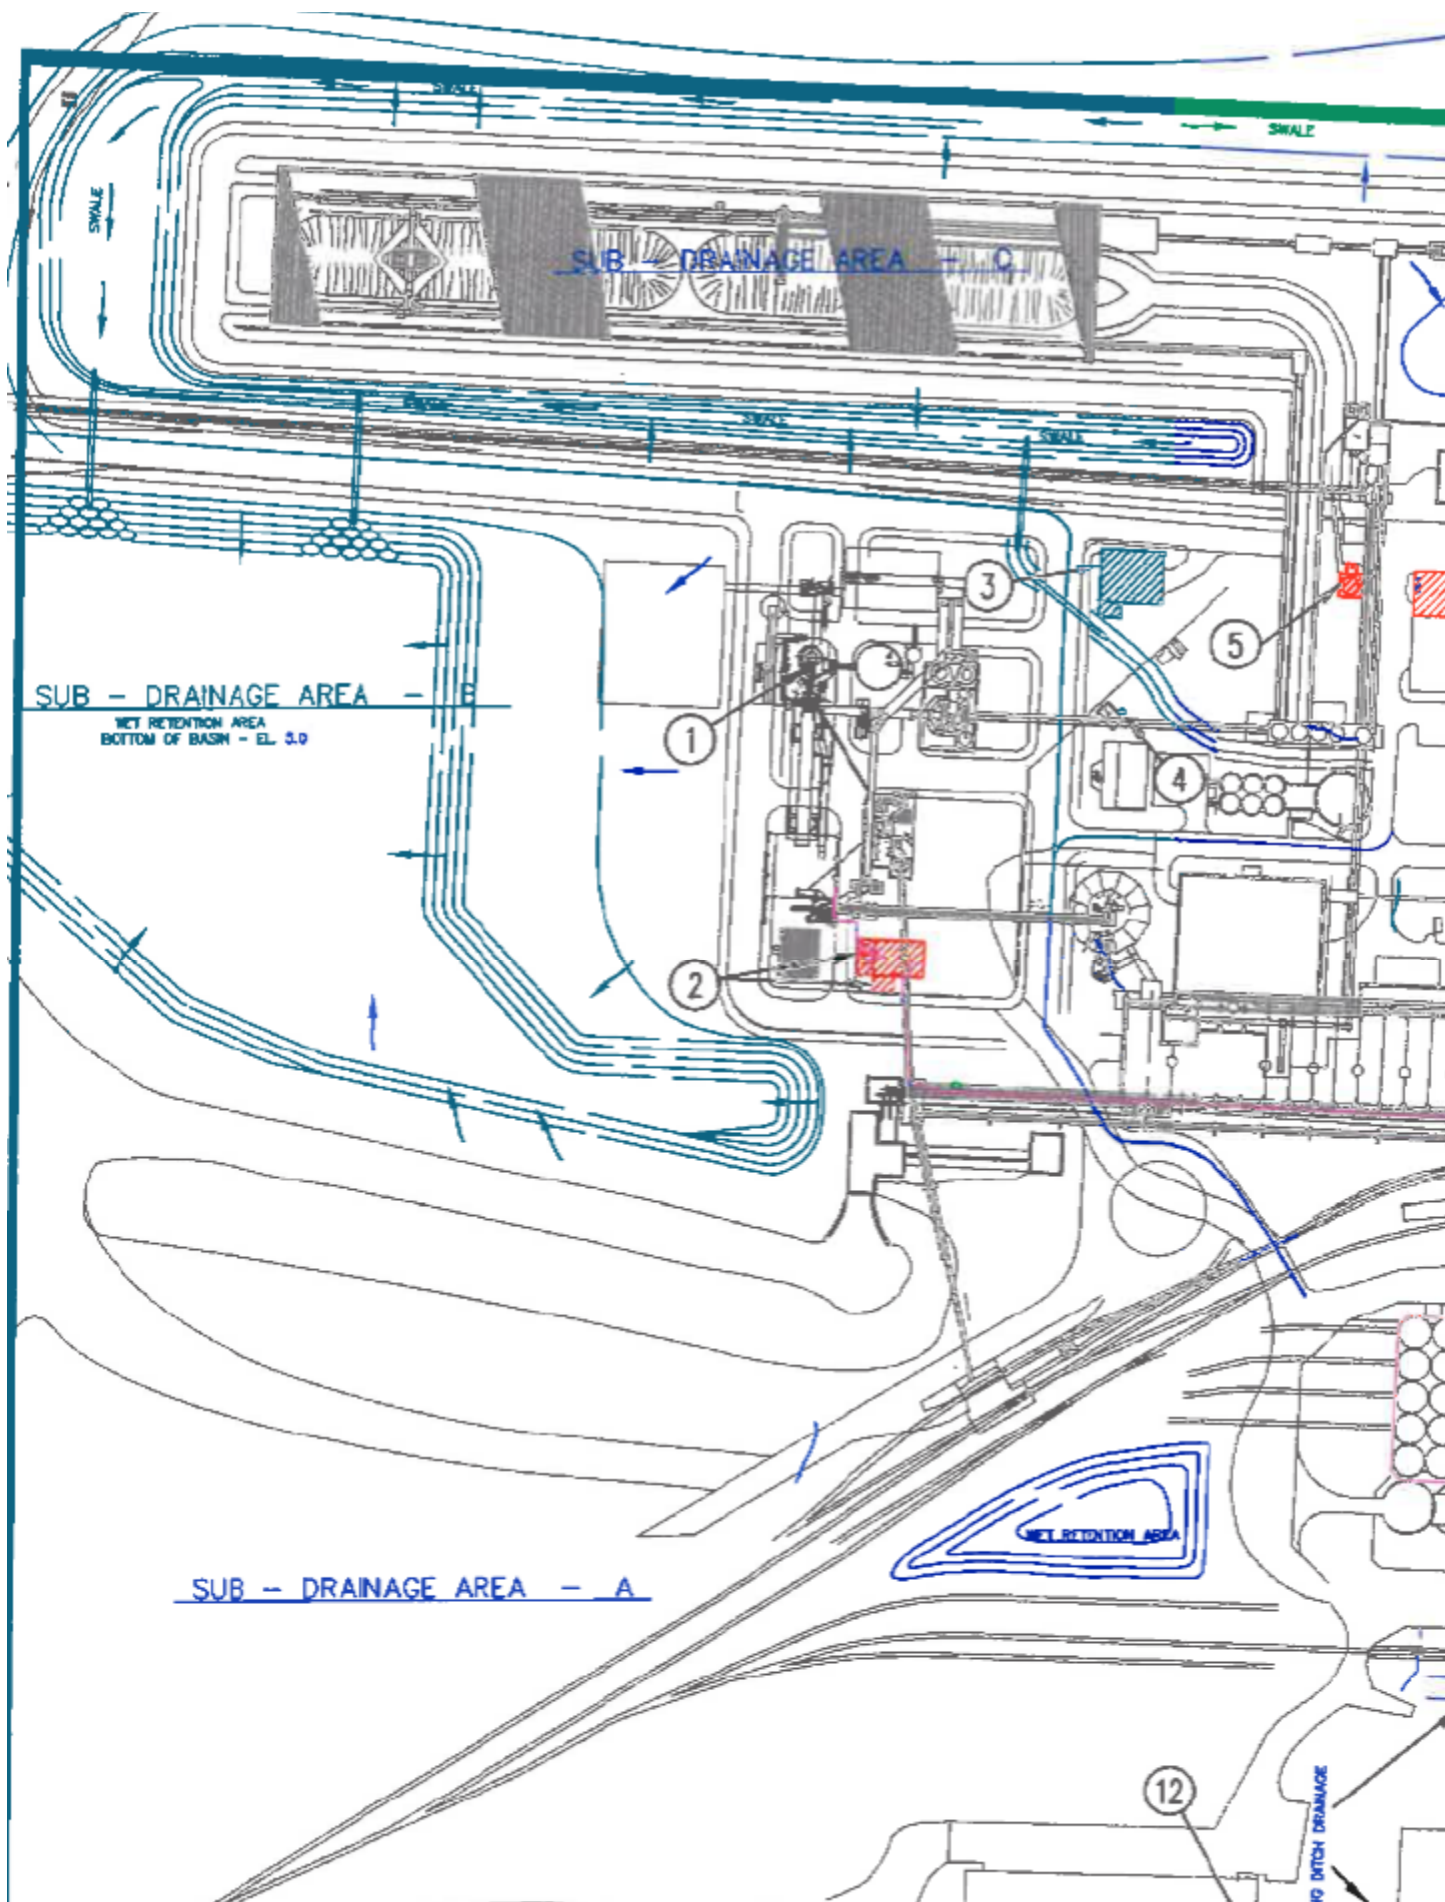 SWALE
SWALE
SWALE
SUB - DRAINAGE AREA - C
SWALE
SWALE
SWALE
3
5
SUB - DRAINAGE AREA - B
WET RETENTION AREA
BOTTOM OF BASIN - EL. 5.0
1
4
2
WET RETENTION AREA
SUB - DRAINAGE AREA - A
12
DITCH DRAINAGE